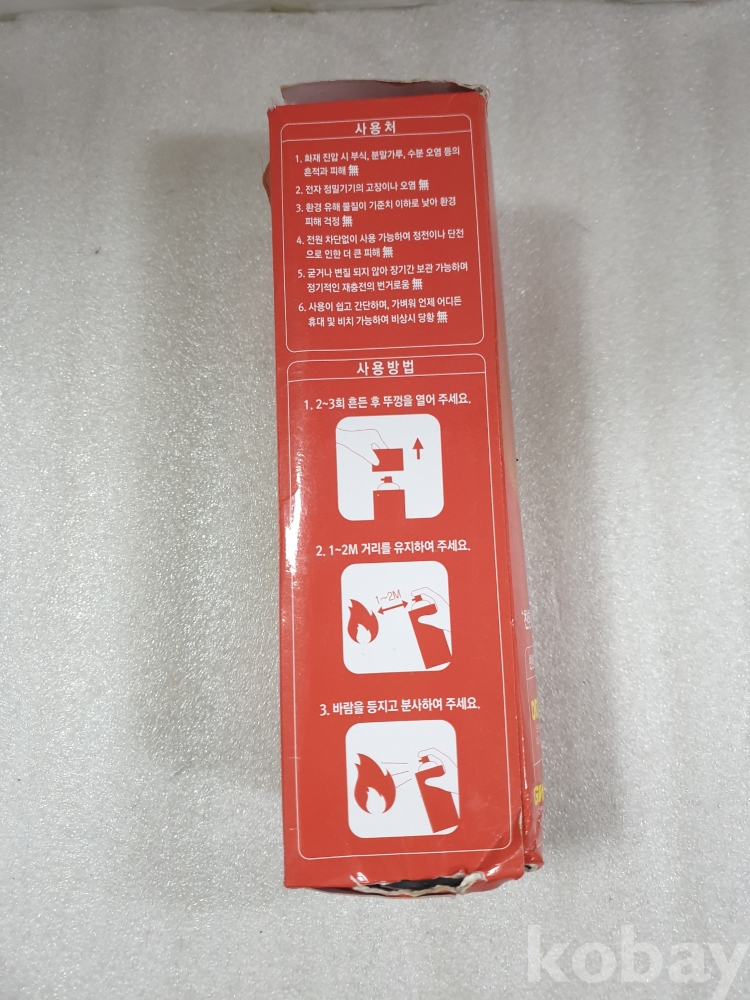 사용처
1. 화재 진압 시 부식, 분말가루, 수분 오염 등의
흔적과 피해 無
2. 전자 정밀기기의 고장이나 오염 無
3. 환경 유해 물질이 기준치 이하로 낮아 환경
피해 걱정 無
4. 전원 차단없이 사용 가능하여 정전이나 단전
으로 인한 더 큰 피해 無
5. 굳거나 변질 되지 않아 장기간 보관 가능하며
정기적인 재충전의 번거로움 無
6. 사용이 쉽고 간단하며, 가벼워 언제 어디든
휴대 및 비치 가능하여 비상시 당황 無
사용방법
1. 2~3회 흔든 후 뚜껑을 열어 주세요.
2. 1~2M 거리를 유지하여 주세요.
1~2M
3. 바람을 등지고 분사하여 주세요.
kobay